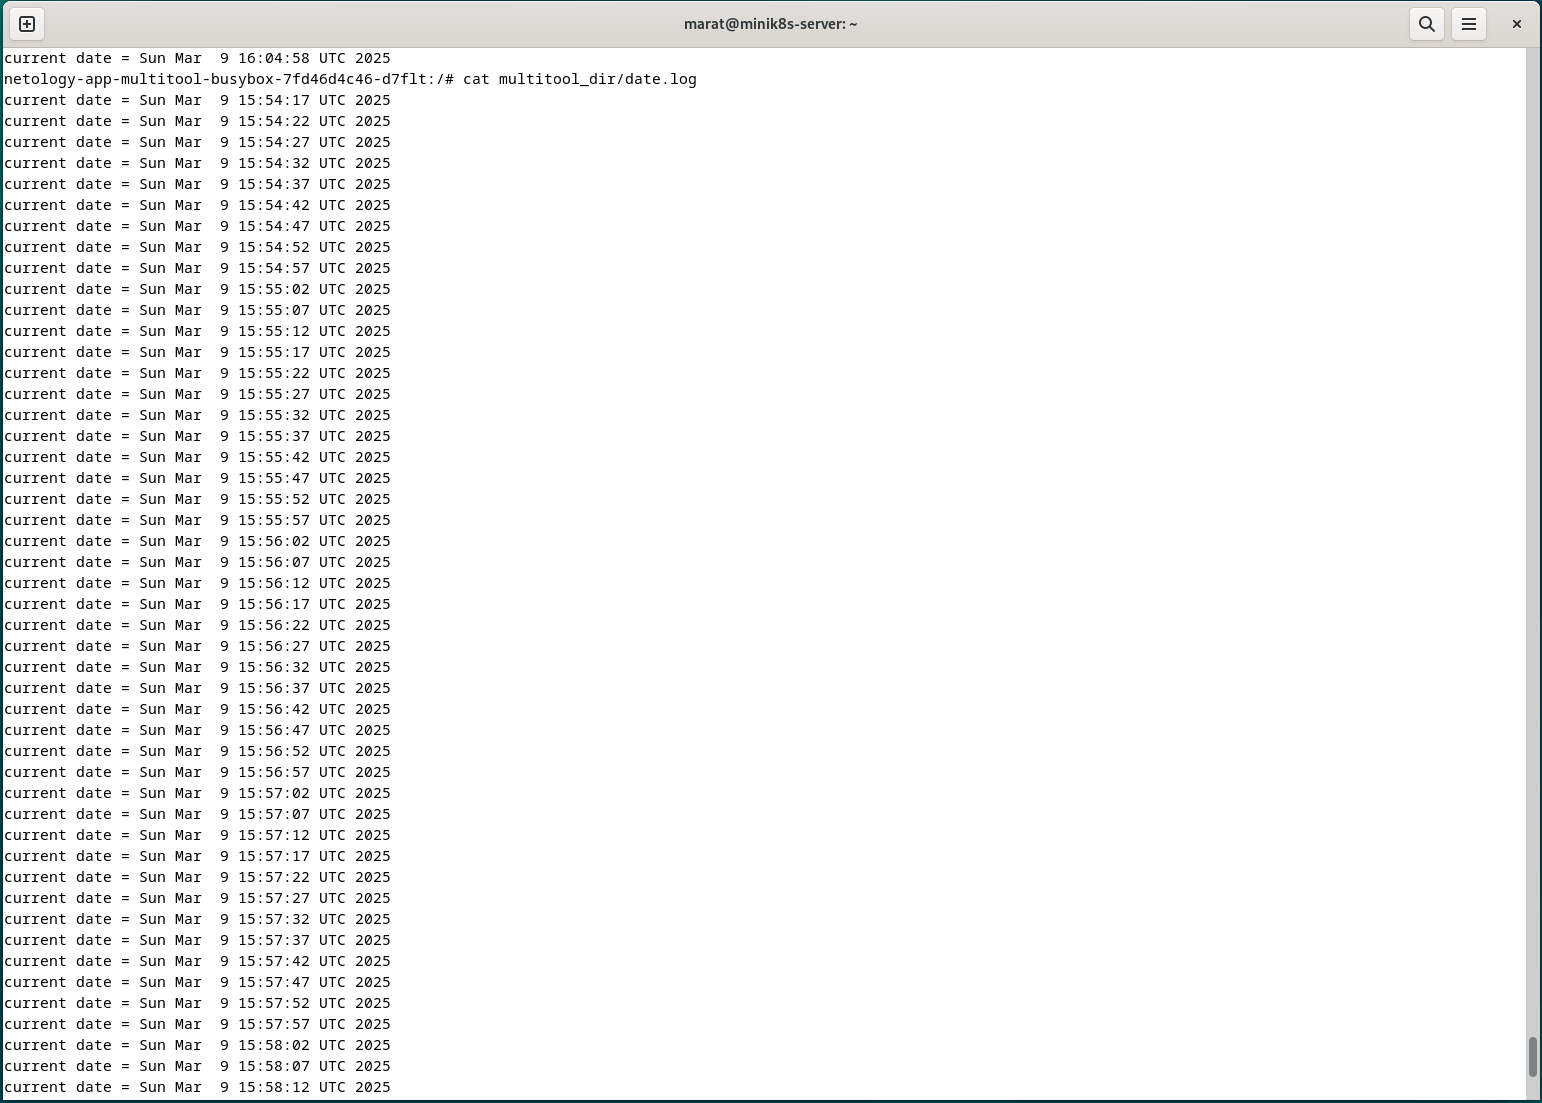 marat@minik8s-server: ~
current date = Sun Mar  9 16:04:58 UTC 2025
netology-app-multitool-busybox-7fd46d4c46-d7flt:/# cat multitool_dir/date.log
current date = Sun Mar  9 15:54:17 UTC 2025
current date = Sun Mar  9 15:54:22 UTC 2025
current date = Sun Mar  9 15:54:27 UTC 2025
current date = Sun Mar  9 15:54:32 UTC 2025
current date = Sun Mar  9 15:54:37 UTC 2025
current date = Sun Mar  9 15:54:42 UTC 2025
current date = Sun Mar  9 15:54:47 UTC 2025
current date = Sun Mar  9 15:54:52 UTC 2025
current date = Sun Mar  9 15:54:57 UTC 2025
current date = Sun Mar  9 15:55:02 UTC 2025
current date = Sun Mar  9 15:55:07 UTC 2025
current date = Sun Mar  9 15:55:12 UTC 2025
current date = Sun Mar  9 15:55:17 UTC 2025
current date = Sun Mar  9 15:55:22 UTC 2025
current date = Sun Mar  9 15:55:27 UTC 2025
current date = Sun Mar  9 15:55:32 UTC 2025
current date = Sun Mar  9 15:55:37 UTC 2025
current date = Sun Mar  9 15:55:42 UTC 2025
current date = Sun Mar  9 15:55:47 UTC 2025
current date = Sun Mar  9 15:55:52 UTC 2025
current date = Sun Mar  9 15:55:57 UTC 2025
current date = Sun Mar  9 15:56:02 UTC 2025
current date = Sun Mar  9 15:56:07 UTC 2025
current date = Sun Mar  9 15:56:12 UTC 2025
current date = Sun Mar  9 15:56:17 UTC 2025
current date = Sun Mar  9 15:56:22 UTC 2025
current date = Sun Mar  9 15:56:27 UTC 2025
current date = Sun Mar  9 15:56:32 UTC 2025
current date = Sun Mar  9 15:56:37 UTC 2025
current date = Sun Mar  9 15:56:42 UTC 2025
current date = Sun Mar  9 15:56:47 UTC 2025
current date = Sun Mar  9 15:56:52 UTC 2025
current date = Sun Mar  9 15:56:57 UTC 2025
current date = Sun Mar  9 15:57:02 UTC 2025
current date = Sun Mar  9 15:57:07 UTC 2025
current date = Sun Mar  9 15:57:12 UTC 2025
current date = Sun Mar  9 15:57:17 UTC 2025
current date = Sun Mar  9 15:57:22 UTC 2025
current date = Sun Mar  9 15:57:27 UTC 2025
current date = Sun Mar  9 15:57:32 UTC 2025
current date = Sun Mar  9 15:57:37 UTC 2025
current date = Sun Mar  9 15:57:42 UTC 2025
current date = Sun Mar  9 15:57:47 UTC 2025
current date = Sun Mar  9 15:57:52 UTC 2025
current date = Sun Mar  9 15:57:57 UTC 2025
current date = Sun Mar  9 15:58:02 UTC 2025
current date = Sun Mar  9 15:58:07 UTC 2025
current date = Sun Mar  9 15:58:12 UTC 2025